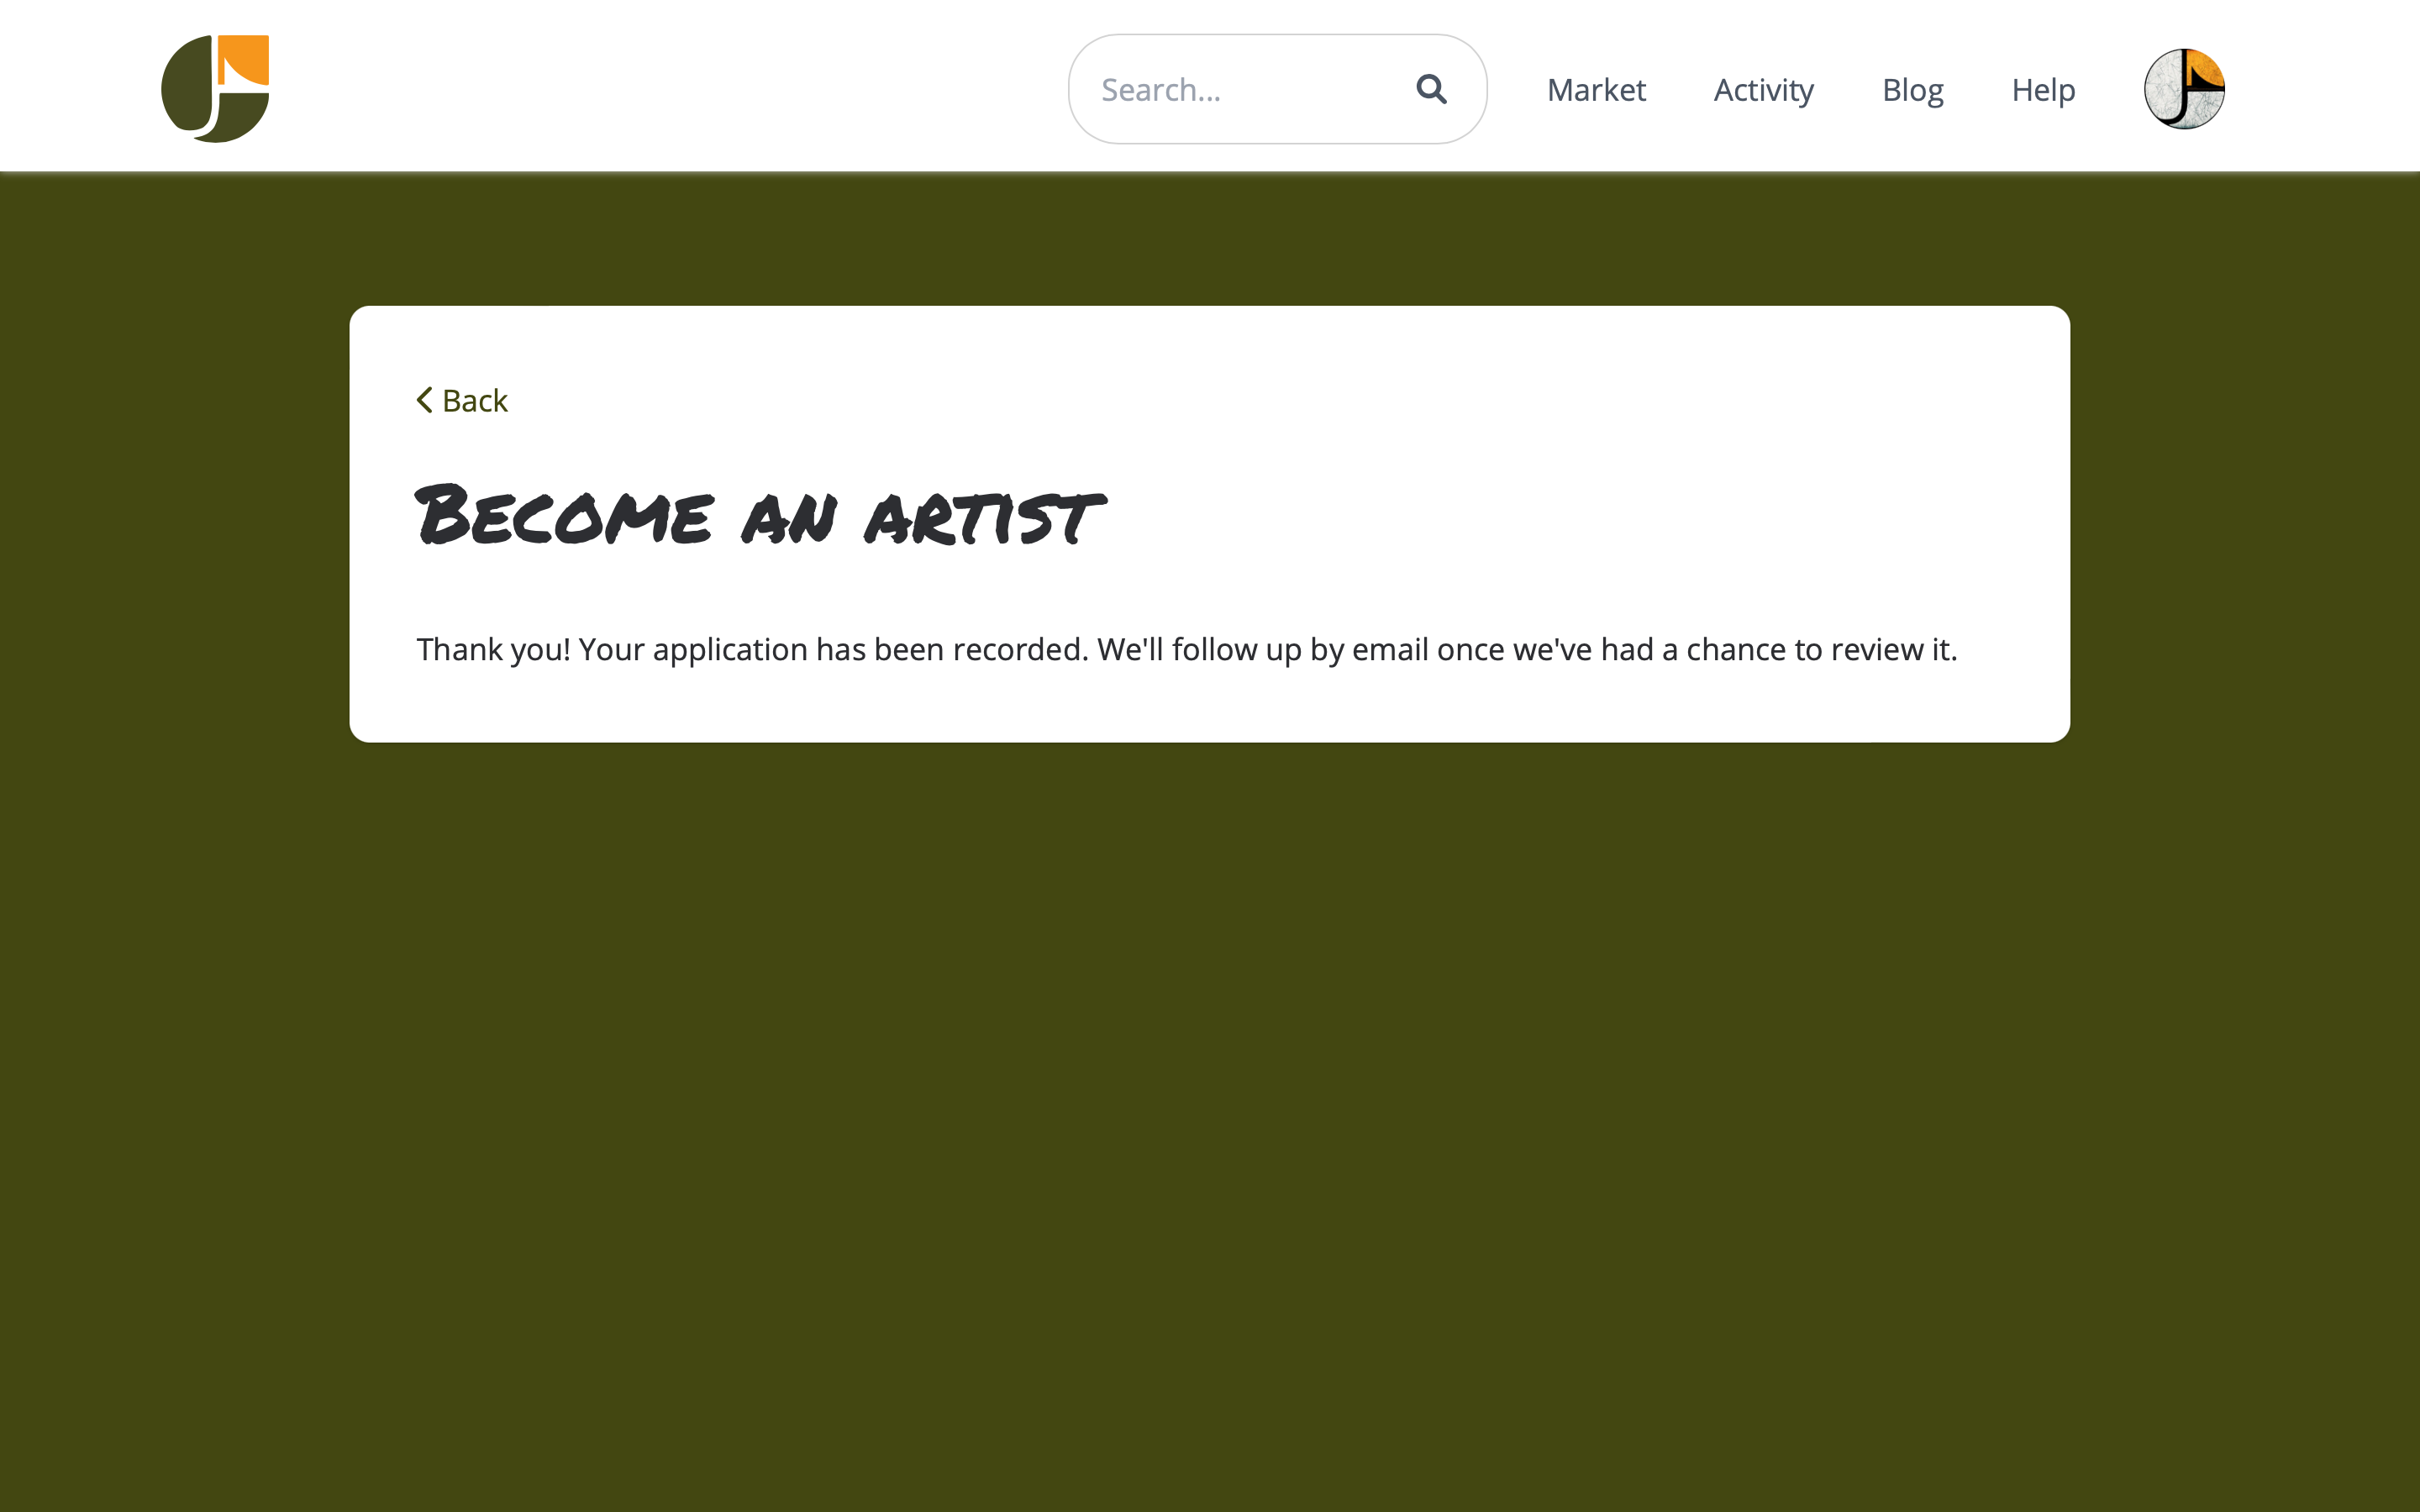 Search...
Market
Activity
Blog
Help
Back
Become an artist
Thank you! Your application has been recorded. We'll follow up by email once we've had a chance to review it.